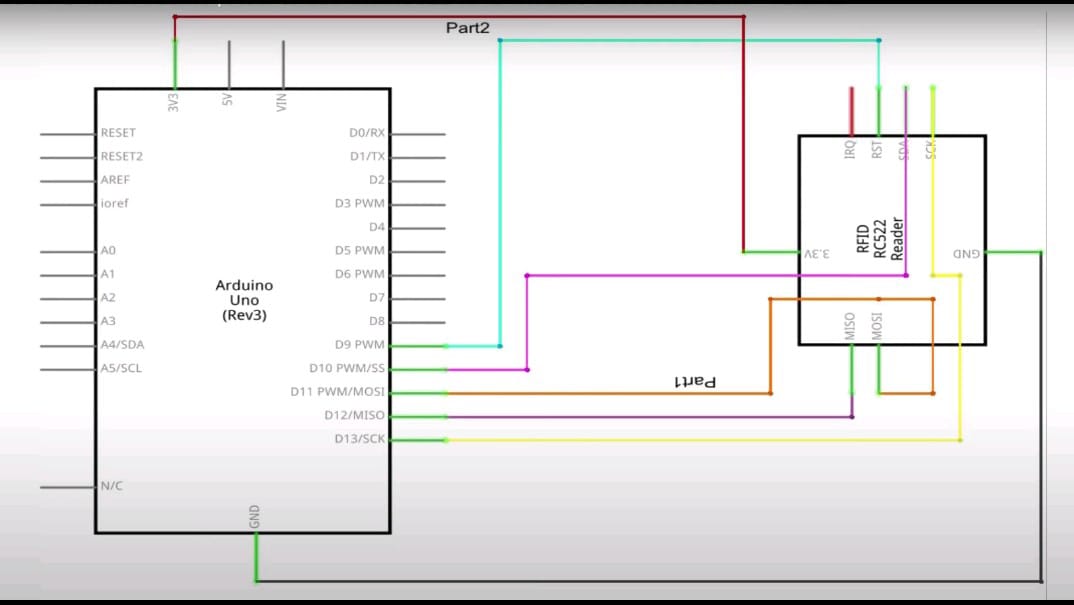 Part2
3V3
5V
VIN
RESET
RESET2
AREF
ioref
A0
A1
A2
A3
A4/SDA
A5/SCL
N/C
Arduino
Uno
(Rev3)
D0/RX
D1/TX
D2
D3 PWM
D4
D5 PWM
D6 PWM
D7
D8
D9 PWM
D10 PWM/SS
D11 PWM/MOSI
D12/MISO
D13/SCK
GND
Part1
IRQ
RST
SDA
SCK
3.3V
RFID
RC522
Reader
GND
MISO
MOSI